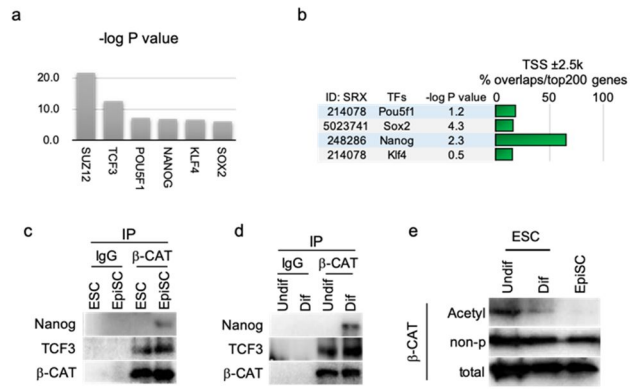 a
-log P value
20.0
10.0
0.0
SUZ12
TCF3
POU5F1
NANOG
KLF4
SOX2
b
TSS ±2.5k
% overlaps/top200 genes
ID: SRX TFs -log P value 0 50 100
214078 Pou5f1 1.2
5023741 Sox2 4.3
248286 Nanog 2.3
214078 Klf4 0.5
c
IP
IgG β-CAT
ESC EpiSC ESC EpiSC
Nanog
TCF3
β-CAT
d
IP
IgG β-CAT
Undif Dif Undif Dif
Nanog
TCF3
β-CAT
e
ESC
Undif Dif EpiSC
β-CAT
Acetyl
non-p
total